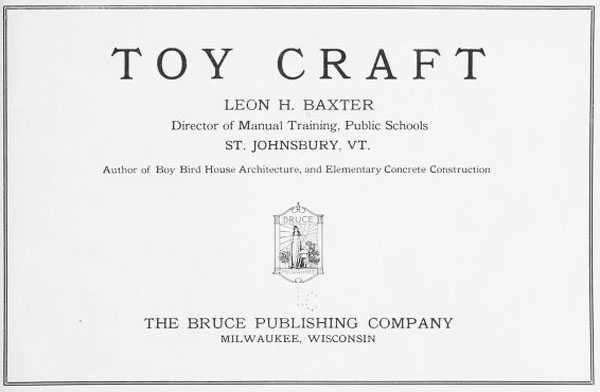 TOY CRAFT
LEON H. BAXTER
Director of Manual Training, Public Schools
ST. JOHNSBURY, VT.
Author of Boy Bird House Architecture, and Elementary Concrete Construction
BRUCE
THE BRUCE PUBLISHING COMPANY
MILWAUKEE, WISCONSIN